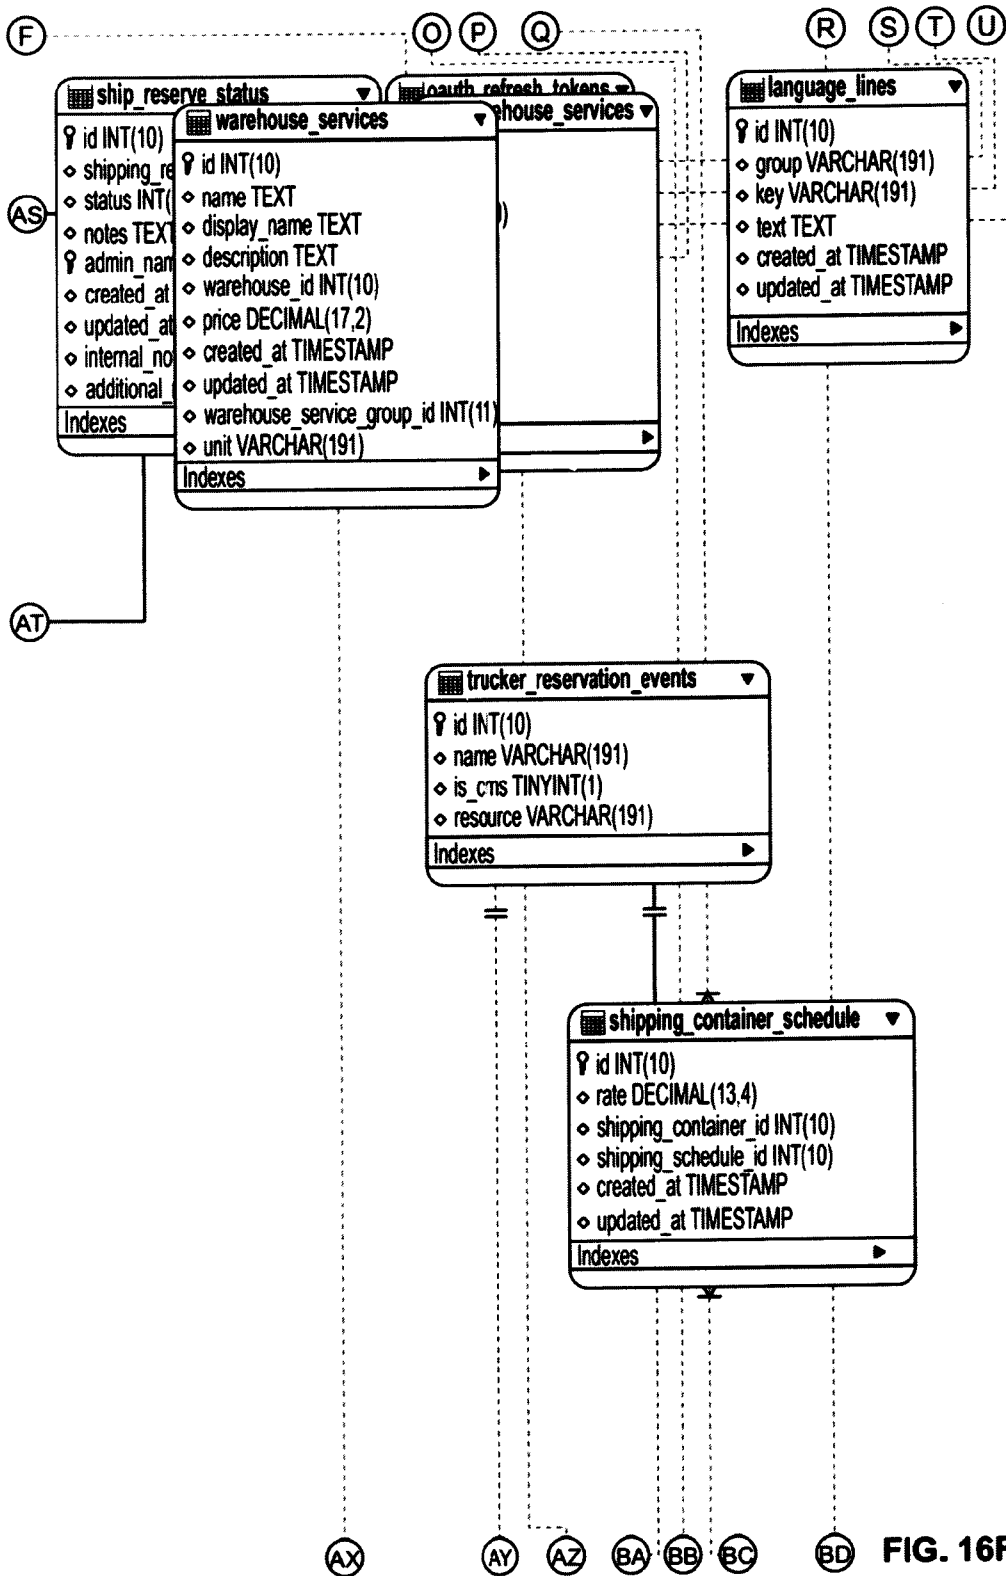 F
O
P
Q
R
S
T
U
ship_reserve_status
id INT(10)
shipping_re
status INT(
notes TEXT
admin_nam
created_at
updated_at
internal_no
additional_
Indexes
oauth_refresh_tokens
ehouse_services
)
warehouse_services
id INT(10)
name TEXT
display_name TEXT
description TEXT
warehouse_id INT(10)
price DECIMAL(17,2)
created_at TIMESTAMP
updated_at TIMESTAMP
warehouse_service_group_id INT(11)
unit VARCHAR(191)
Indexes
language_lines
id INT(10)
group VARCHAR(191)
key VARCHAR(191)
text TEXT
created_at TIMESTAMP
updated_at TIMESTAMP
Indexes
AS
AT
trucker_reservation_events
id INT(10)
name VARCHAR(191)
is_cms TINYINT(1)
resource VARCHAR(191)
Indexes
shipping_container_schedule
id INT(10)
rate DECIMAL(13,4)
shipping_container_id INT(10)
shipping_schedule_id INT(10)
created_at TIMESTAMP
updated_at TIMESTAMP
Indexes
AX
AY
AZ
BA
BB
BC
BD
FIG. 16F